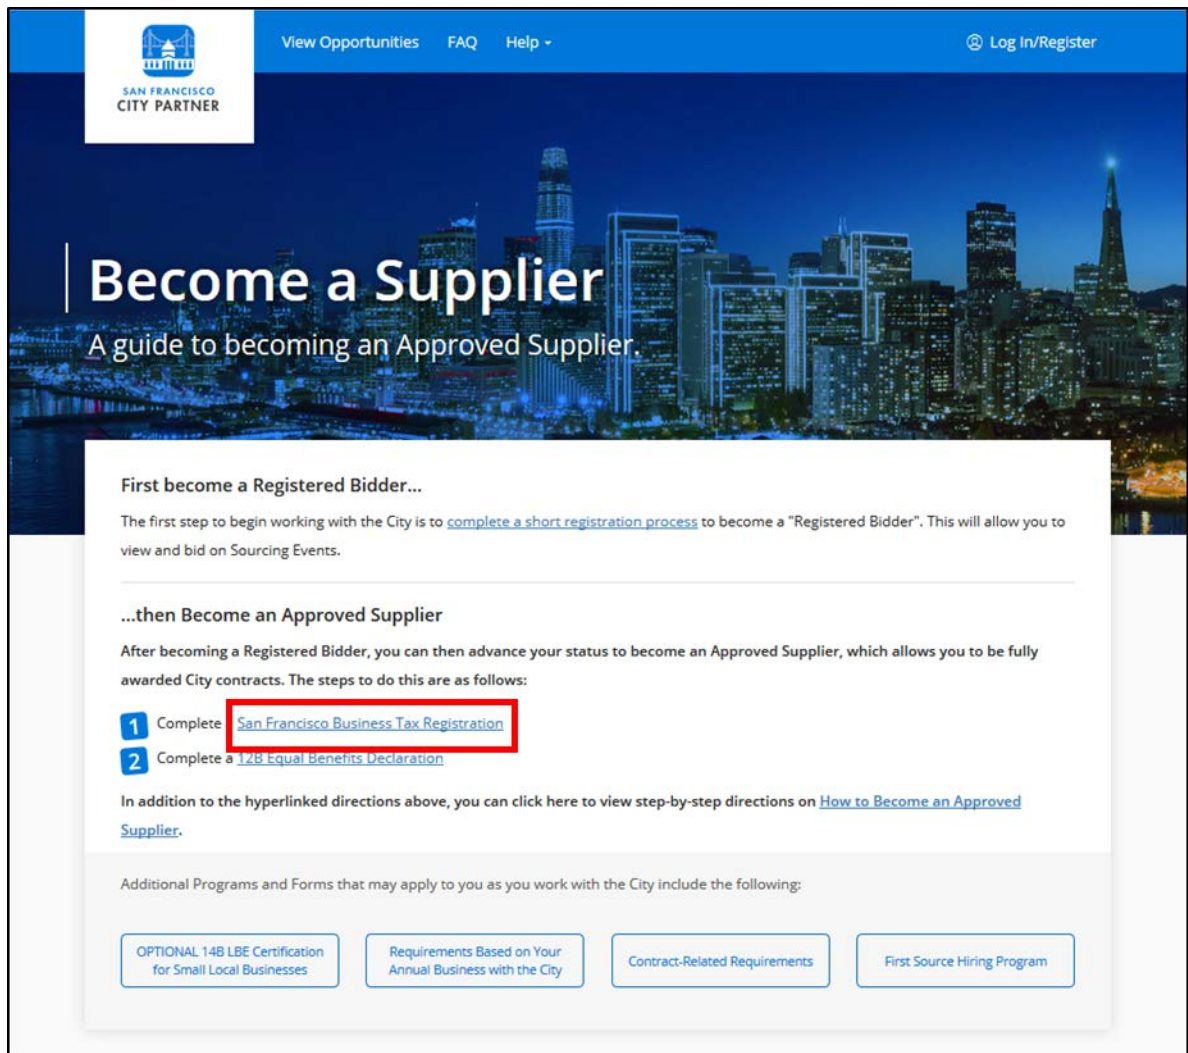 View Opportunities FAQ Help
Log In/Register
SAN FRANCISCO
CITY PARTNER
Become a Supplier
A guide to becoming an Approved Supplier.
First become a Registered Bidder...
The first step to begin working with the City is to complete a short registration process to become a "Registered Bidder". This will allow you to
view and bid on Sourcing Events.
...then Become an Approved Supplier
After becoming a Registered Bidder, you can then advance your status to become an Approved Supplier, which allows you to be fully
awarded City contracts. The steps to do this are as follows:
1 Complete San Francisco Business Tax Registration
2 Complete a 12B Equal Benefits Declaration
In addition to the hyperlinked directions above, you can click here to view step-by-step directions on How to Become an Approved
Supplier.
Additional Programs and Forms that may apply to you as you work with the City include the following:
OPTIONAL 14B LBE Certification
for Small Local Businesses
Requirements Based on Your
Annual Business with the City
Contract-Related Requirements
First Source Hiring Program